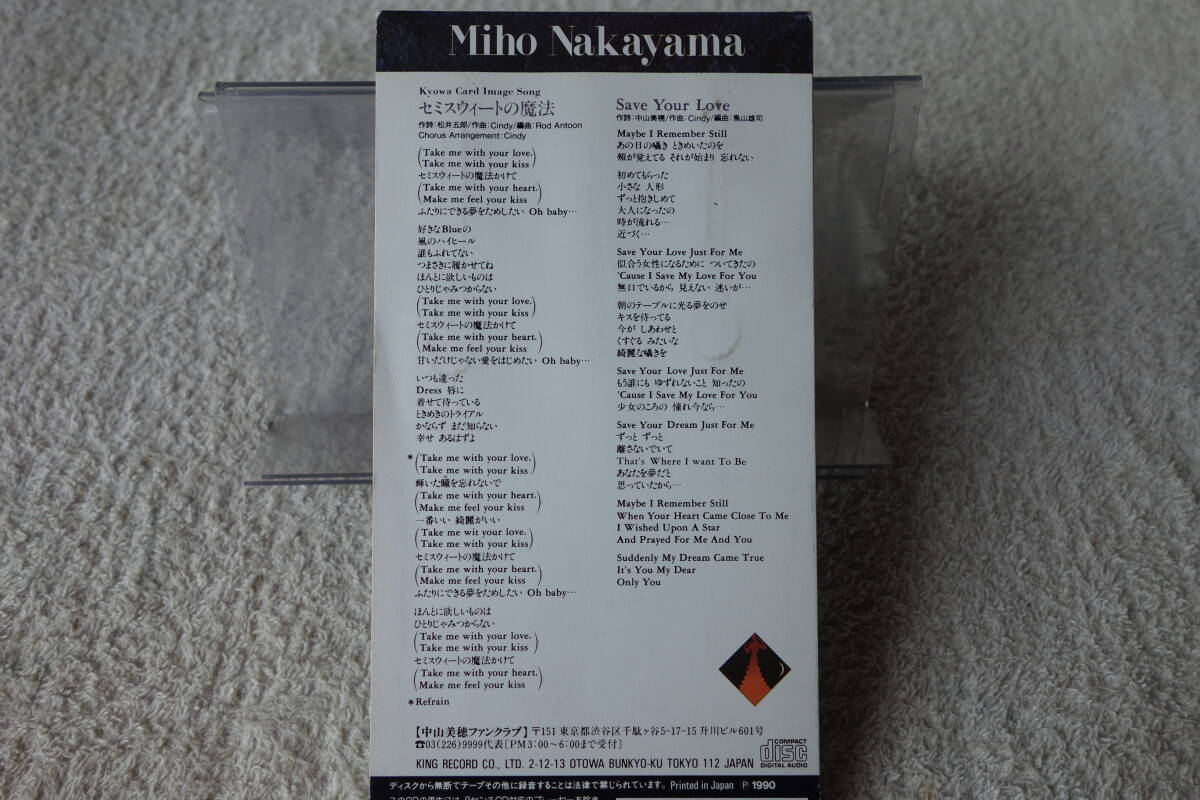 Miho Nakayama
Kyowa Card Image Song
セミスウィートの魔法
作詩:松井五郎/作曲:Cindy/編曲:Rod Antoon
Chorus Arrangement:Cindy
(Take me with your love.)
(Take me with your kiss)
セミスウィートの魔法かけて
(Take me with your heart.)
(Make me feel your kiss)
ふたりにできる夢をためしたい Oh baby…
好きなBlueの
風のハイヒール
誰もふれてない
つまさきに履かせてね
ほんとに欲しいものは
ひとりじゃみつからない
(Take me with your love.)
(Take me with your kiss)
セミスウィートの魔法かけて
(Take me with your heart.)
(Make me feel your kiss)
甘いだけじゃない愛をはじめたい Oh baby…
いつも違った
Dress 唇に
着せて待っている
ときめきのトライアル
かならず まだ知らない
幸せ あるはずよ
*(Take me with your love.)
(Take me with your kiss)
輝いた瞳を忘れないで
(Take me with your heart.)
(Make me feel your kiss)
一番いい 綺麗がいい
(Take me wit your love.)
(Take me with your kiss)
セミスウィートの魔法かけて
(Take me with your heart.)
(Make me feel your kiss)
ふたりにできる夢をためしたい Oh baby…
ほんとに欲しいものは
ひとりじゃみつからない
(Take me with your love.)
(Take me with your kiss)
セミスウィートの魔法かけて
(Take me with your heart.)
(Make me feel your kiss)
*Refrain
Save Your Love
作詩:中山美穂/作曲:Cindy/編曲:鳥山雄司
Maybe I Remember Still
あの日の囁き ときめいたのを
頬が覚えてる それが始まり 忘れない
初めてもらった
小さな 人形
ずっと抱きしめて
大人になったの
時が流れる…
近づく…
Save Your Love Just For Me
似合う女性になるために ついてきたの
'Cause I Save My Love For You
無口でいるから 見えない 迷いが…
朝のテーブルに光る夢をのせ
キスを待ってる
今が しあわせと
くすぐる みたいな
綺麗な囁きを
Save Your Love Just For Me
もう誰にも ゆずれないこと 知ったの
'Cause I Save My Love For You
少女のころの 憧れ今なら…
Save Your Dream Just For Me
ずっと ずっと
離さないでいて
That's Where I want To Be
あなたを夢だと
思っていたから…
Maybe I Remember Still
When Your Heart Came Close To Me
I Wished Upon A Star
And Prayed For Me And You
Suddenly My Dream Came True
It's You My Dear
Only You
【中山美穂ファンクラブ】〒151 東京都渋谷区千駄ヶ谷5-17-15 升川ビル601号
☎03(226)9999代表[PM3:00〜6:00まで受付]
KING RECORD CO., LTD. 2-12-13 OTOWA BUNKYO-KU TOKYO 112 JAPAN
COMPACT
disc
DIGITAL AUDIO
ディスクから無断でテープその他に録音することは法律で禁じられています。 Printed in Japan Ⓟ1990